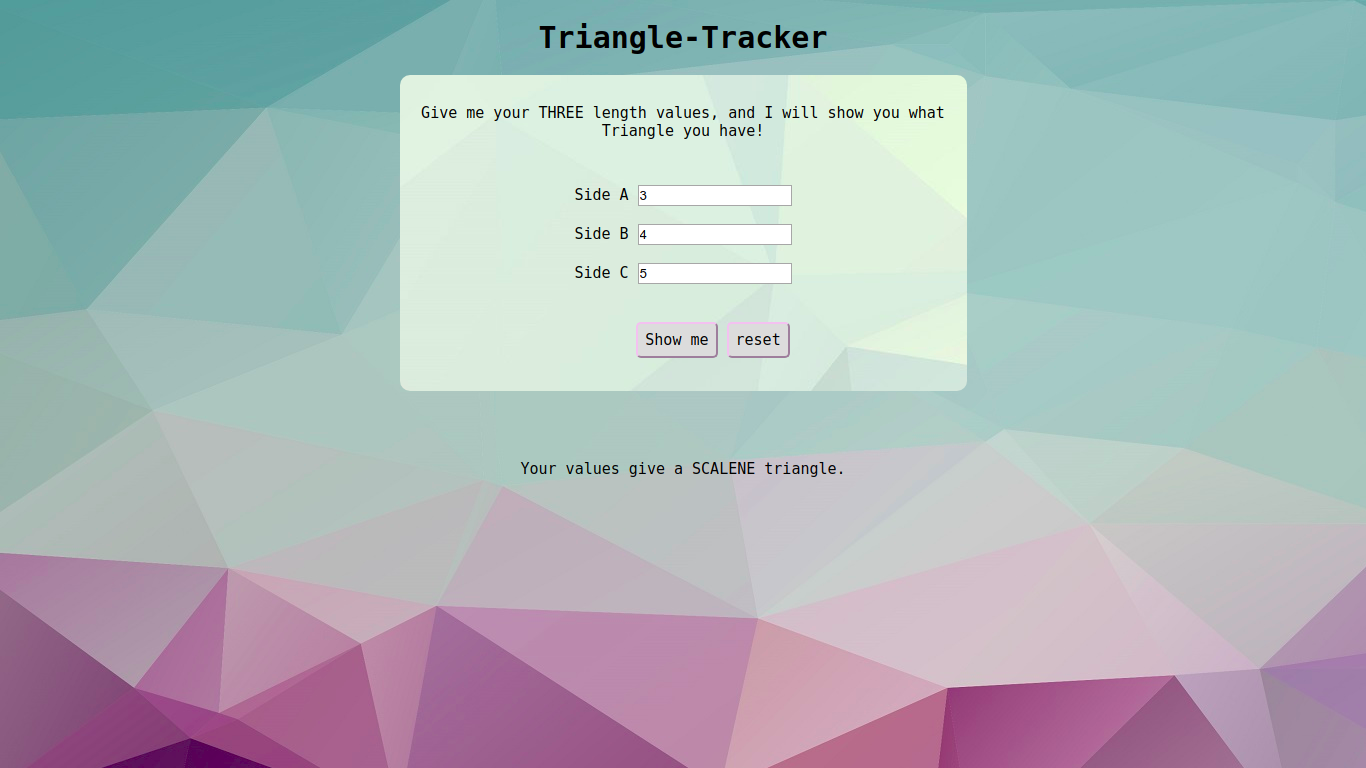 Triangle-Tracker
Give me your THREE length values, and I will show you what
Triangle you have!
Side A 3
Side B 4
Side C 5
Show me reset
Your values give a SCALENE triangle.